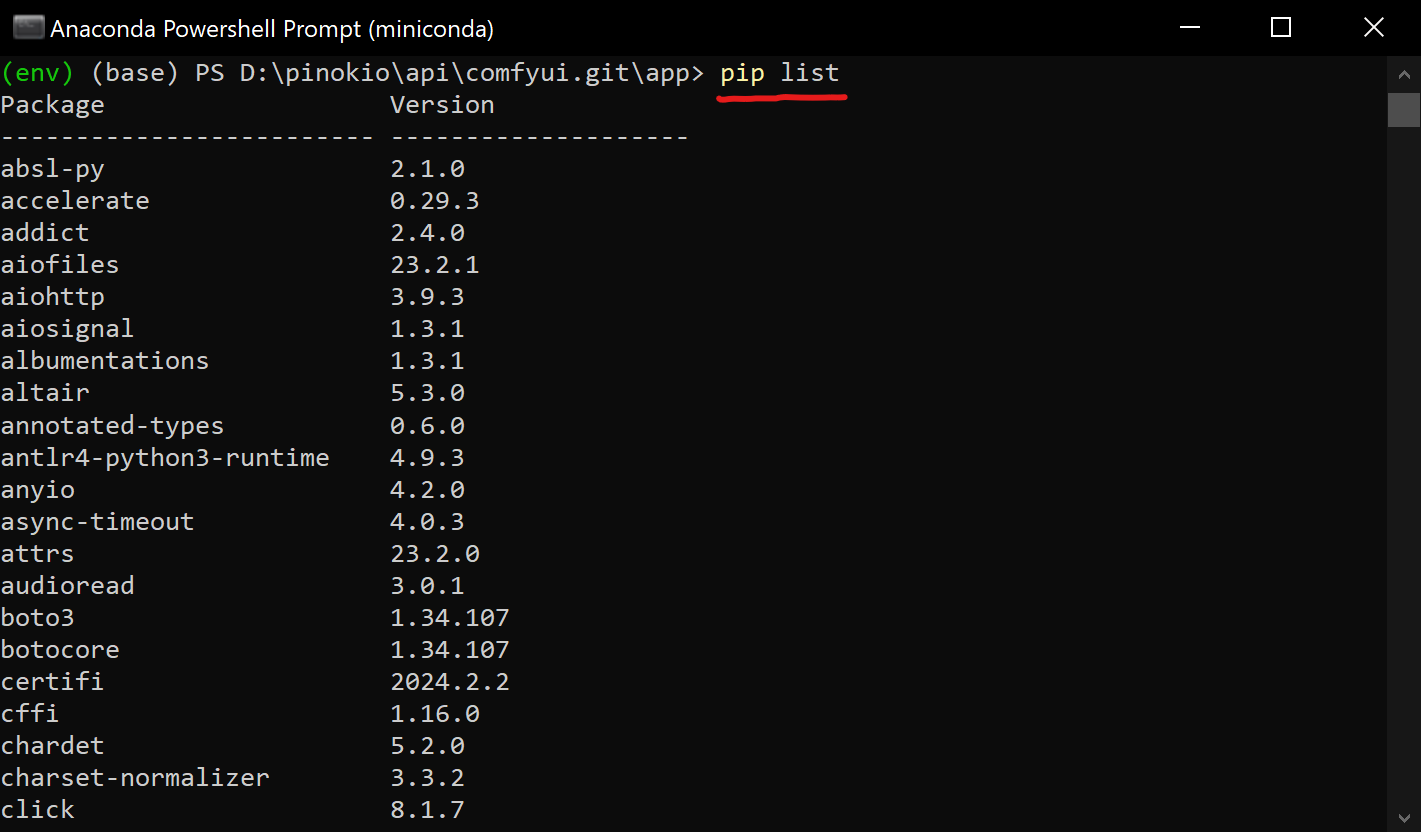 Anaconda Powershell Prompt (miniconda)
(env) (base) PS D:\pinokio\api\comfyui.git\app> pip list
Package                   Version
------------------------- --------------------
absl-py                   2.1.0
accelerate                0.29.3
addict                    2.4.0
aiofiles                  23.2.1
aiohttp                   3.9.3
aiosignal                 1.3.1
albumentations            1.3.1
altair                    5.3.0
annotated-types           0.6.0
antlr4-python3-runtime    4.9.3
anyio                     4.2.0
async-timeout             4.0.3
attrs                     23.2.0
audioread                 3.0.1
boto3                     1.34.107
botocore                  1.34.107
certifi                   2024.2.2
cffi                      1.16.0
chardet                   5.2.0
charset-normalizer        3.3.2
click                     8.1.7